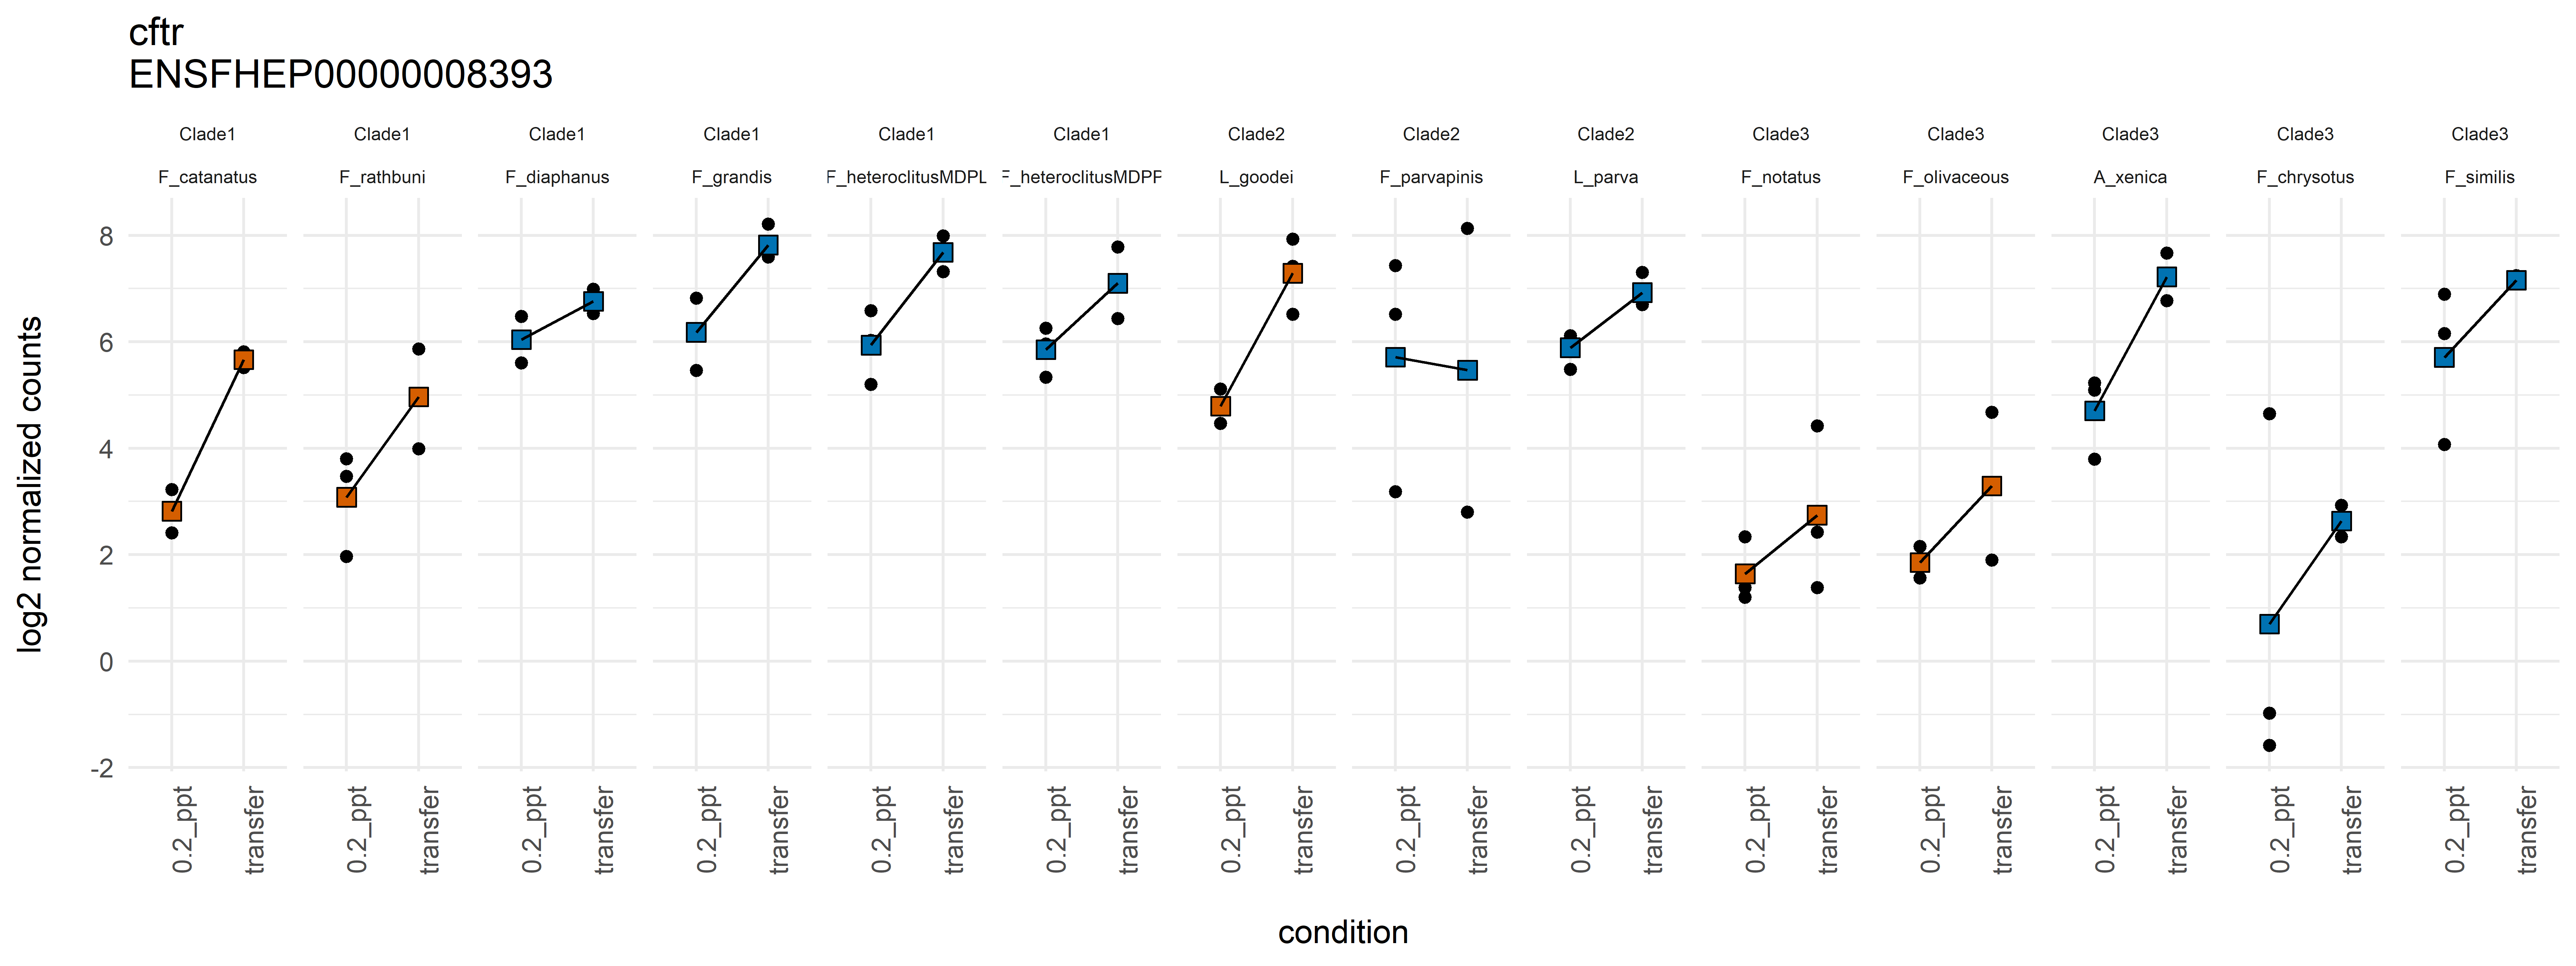 cftr
ENSFHEP00000008393
Clade1 Clade1 Clade1 Clade1 Clade1 Clade1 Clade2 Clade2 Clade2 Clade3 Clade3 Clade3 Clade3 Clade3
F_catanatus F_rathbuni F_diaphanus F_grandis F_heteroclitusMDPL F_heteroclitusMDPP L_goodei F_parvapinis L_parva F_notatus F_olivaceous A_xenica F_chrysotus F_similis
log2 normalized counts
8
6
4
2
0
-2
0.2_ppt transfer 0.2_ppt transfer 0.2_ppt transfer 0.2_ppt transfer 0.2_ppt transfer 0.2_ppt transfer 0.2_ppt transfer 0.2_ppt transfer 0.2_ppt transfer 0.2_ppt transfer 0.2_ppt transfer 0.2_ppt transfer 0.2_ppt transfer 0.2_ppt transfer
condition